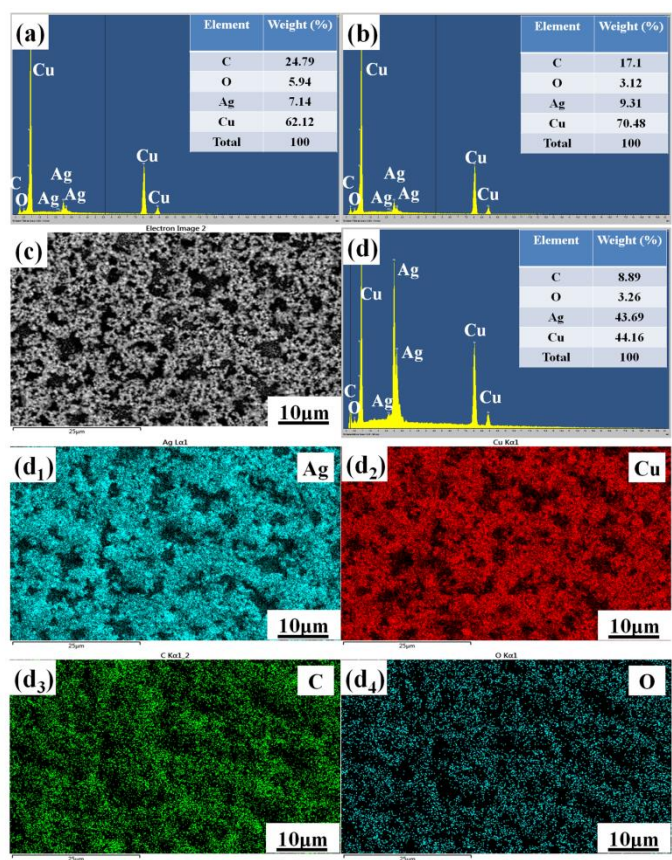 (a)
Element Weight (%)
C 24.79
O 5.94
Ag 7.14
Cu 62.12
Total 100
Cu
Ag
C
O
Ag
Ag
Cu
Cu
(b)
Element Weight (%)
C 17.1
O 3.12
Ag 9.31
Cu 70.48
Total 100
Cu
Ag
C
O
Ag
Ag
Cu
Cu
Electron Image 2
(c)
10μm
25μm
(d)
Element Weight (%)
C 8.89
O 3.26
Ag 43.69
Cu 44.16
Total 100
Ag
Cu
Ag
Cu
C
O
Ag
Cu
Ag Lα1
(d1)
Ag
10μm
25μm
Cu Kα1
(d2)
Cu
10μm
25μm
C Kα1_2
(d3)
C
10μm
25μm
O Kα1
(d4)
O
10μm
25μm